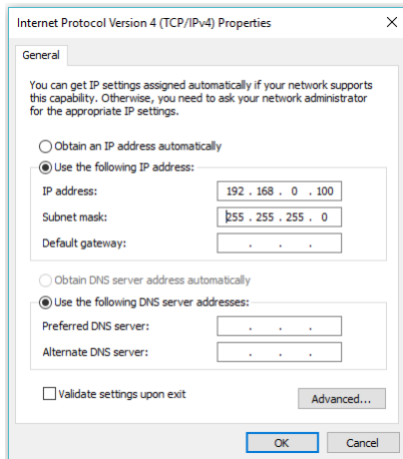 Internet Protocol Version 4 (TCP/IPv4) Properties
General
You can get IP settings assigned automatically if your network supports
this capability. Otherwise, you need to ask your network administrator
for the appropriate IP settings.
Obtain an IP address automatically
Use the following IP address:
IP address: 192 . 168 . 0 . 100
Subnet mask: 255 . 255 . 255 . 0
Default gateway: . . .
Obtain DNS server address automatically
Use the following DNS server addresses:
Preferred DNS server: . . .
Alternate DNS server: . . .
Validate settings upon exit
Advanced...
OK Cancel